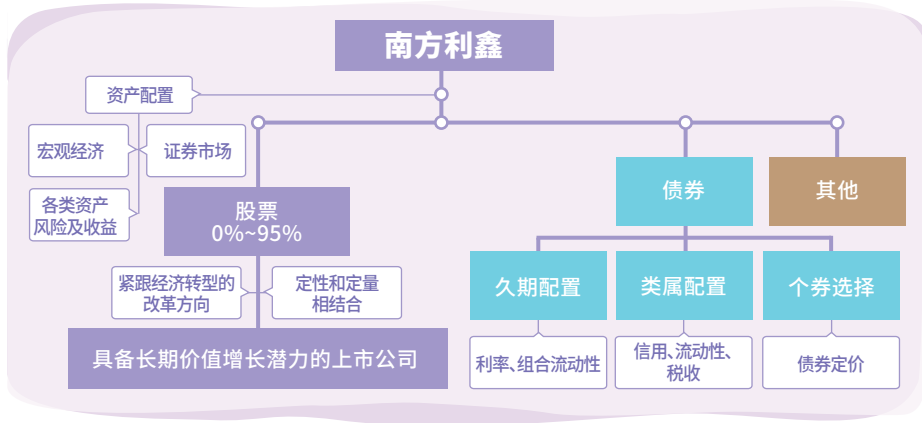 南方利鑫
资产配置
宏观经济
证券市场
各类资产
风险及收益
股票
0%~95%
紧跟经济转型的
改革方向
定性和定量
相结合
具备长期价值增长潜力的上市公司
债券
其他
久期配置
类属配置
个券选择
利率、组合流动性
信用、流动性、
税收
债券定价